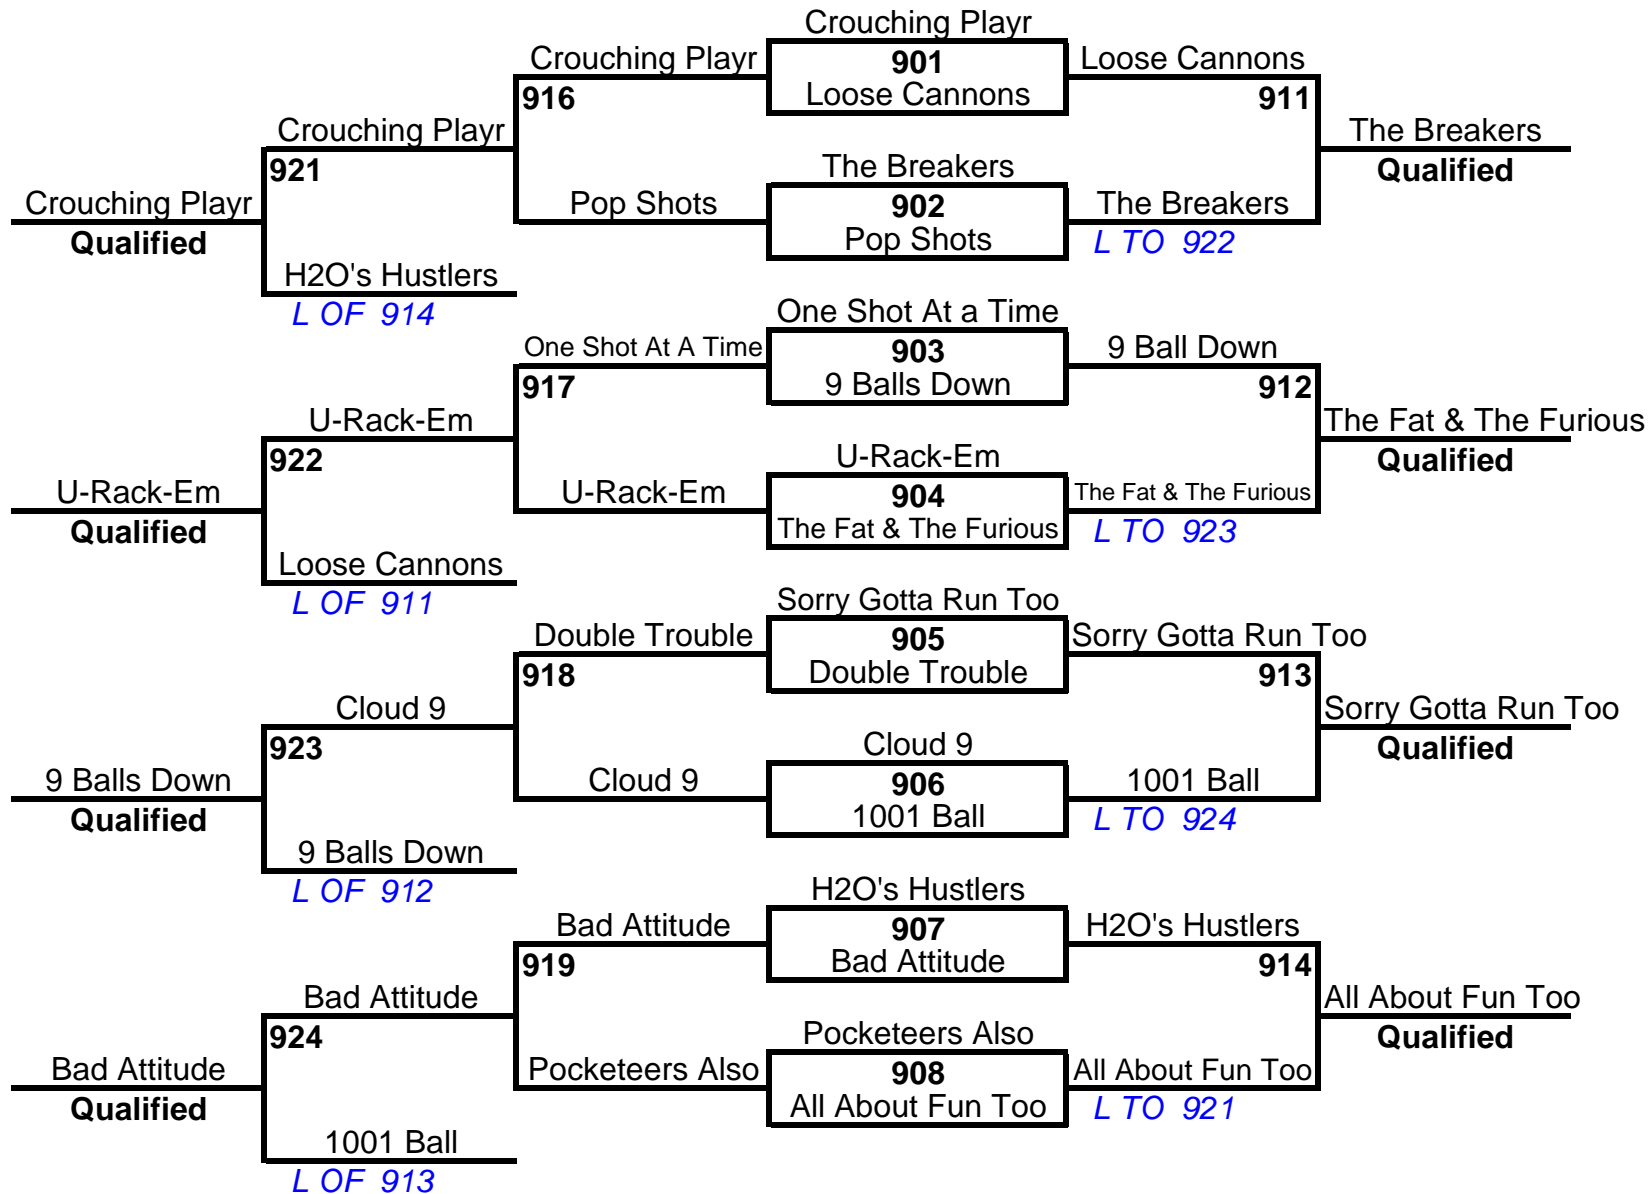 Crouching Playr
Crouching Playr
901
Loose Cannons
916
Loose Cannons
911
Crouching Playr
The Breakers
921
The Breakers
Qualified
Crouching Playr
Pop Shots
902
The Breakers
Qualified
Pop Shots
L TO 922
H2O's Hustlers
L OF 914
One Shot At a Time
One Shot At A Time
903
9 Ball Down
917
9 Balls Down
912
U-Rack-Em
The Fat & The Furious
922
U-Rack-Em
Qualified
U-Rack-Em
U-Rack-Em
904
The Fat & The Furious
Qualified
The Fat & The Furious
L TO 923
Loose Cannons
L OF 911
Sorry Gotta Run Too
Double Trouble
905
Sorry Gotta Run Too
918
Double Trouble
913
Cloud 9
Sorry Gotta Run Too
923
Cloud 9
Qualified
9 Balls Down
Cloud 9
906
1001 Ball
Qualified
1001 Ball
L TO 924
9 Balls Down
L OF 912
H2O's Hustlers
Bad Attitude
907
H2O's Hustlers
919
Bad Attitude
914
Bad Attitude
All About Fun Too
924
Pocketeers Also
Qualified
Bad Attitude
Pocketeers Also
908
All About Fun Too
Qualified
All About Fun Too
L TO 921
1001 Ball
L OF 913